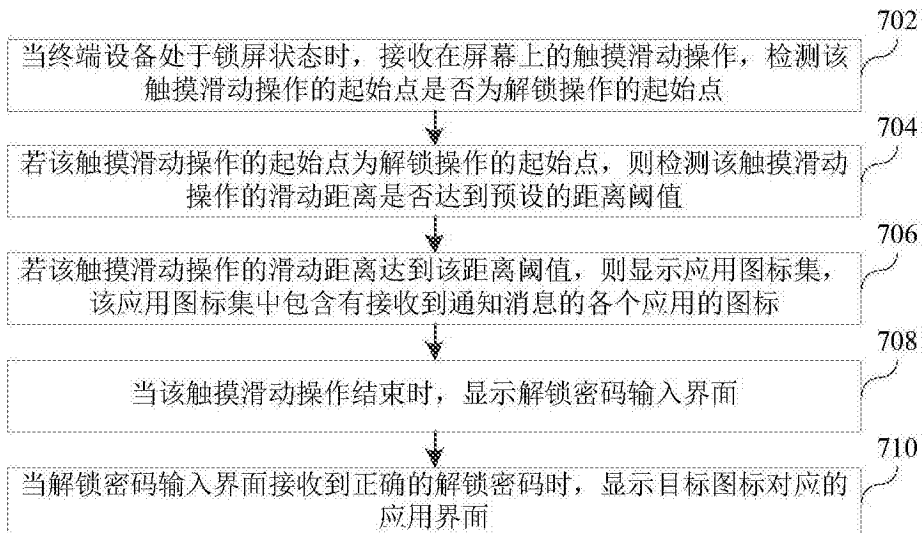 702
当终端设备处于锁屏状态时，接收在屏幕上的触摸滑动操作，检测该
触摸滑动操作的起始点是否为解锁操作的起始点
704
若该触摸滑动操作的起始点为解锁操作的起始点，则检测该触摸滑动
操作的滑动距离是否达到预设的距离阈值
706
若该触摸滑动操作的滑动距离达到该距离阈值，则显示应用图标集，
该应用图标集中包含有接收到通知消息的各个应用的图标
708
当该触摸滑动操作结束时，显示解锁密码输入界面
710
当解锁密码输入界面接收到正确的解锁密码时，显示目标图标对应的
应用界面